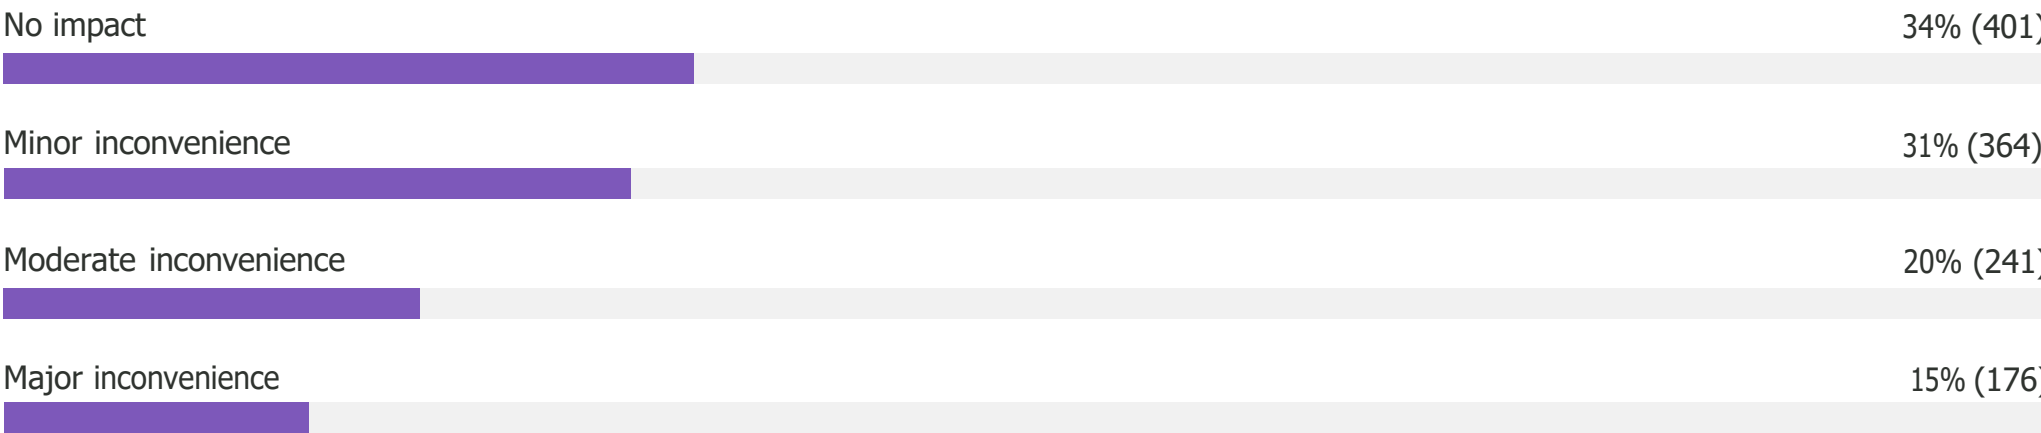 No impact 34% (401)
Minor inconvenience 31% (364)
Moderate inconvenience 20% (241)
Major inconvenience 15% (176)